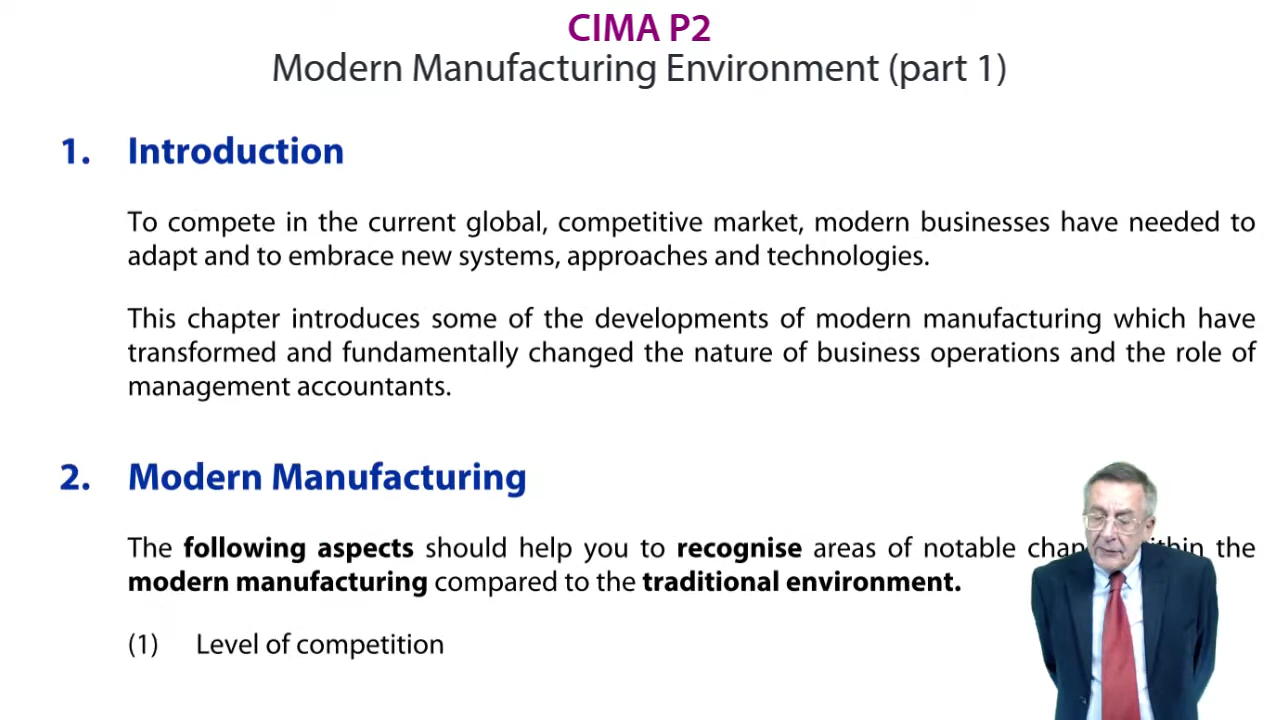 CIMA P2
Modern Manufacturing Environment (part 1)
1. Introduction
To compete in the current global, competitive market, modern businesses have needed to
adapt and to embrace new systems, approaches and technologies.
This chapter introduces some of the developments of modern manufacturing which have
transformed and fundamentally changed the nature of business operations and the role of
management accountants.
2. Modern Manufacturing
The following aspects should help you to recognise areas of notable the
modern manufacturing compared to the traditional environment.
(1) Level of competition